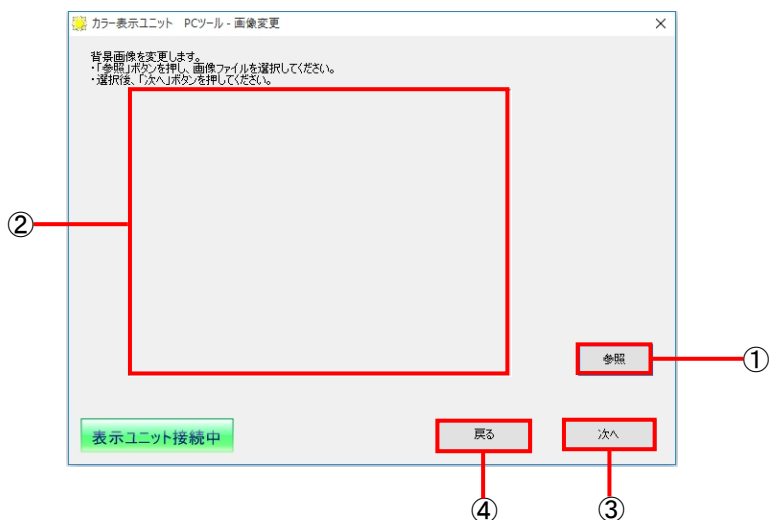 カラー表示ユニット PCツール - 画像変更
背景画像を変更します。
・「参照」ボタンを押し、画像ファイルを選択してください。
・選択後、「次へ」ボタンを押してください。
②
参照
①
表示ユニット接続中
戻る
次へ
④
③